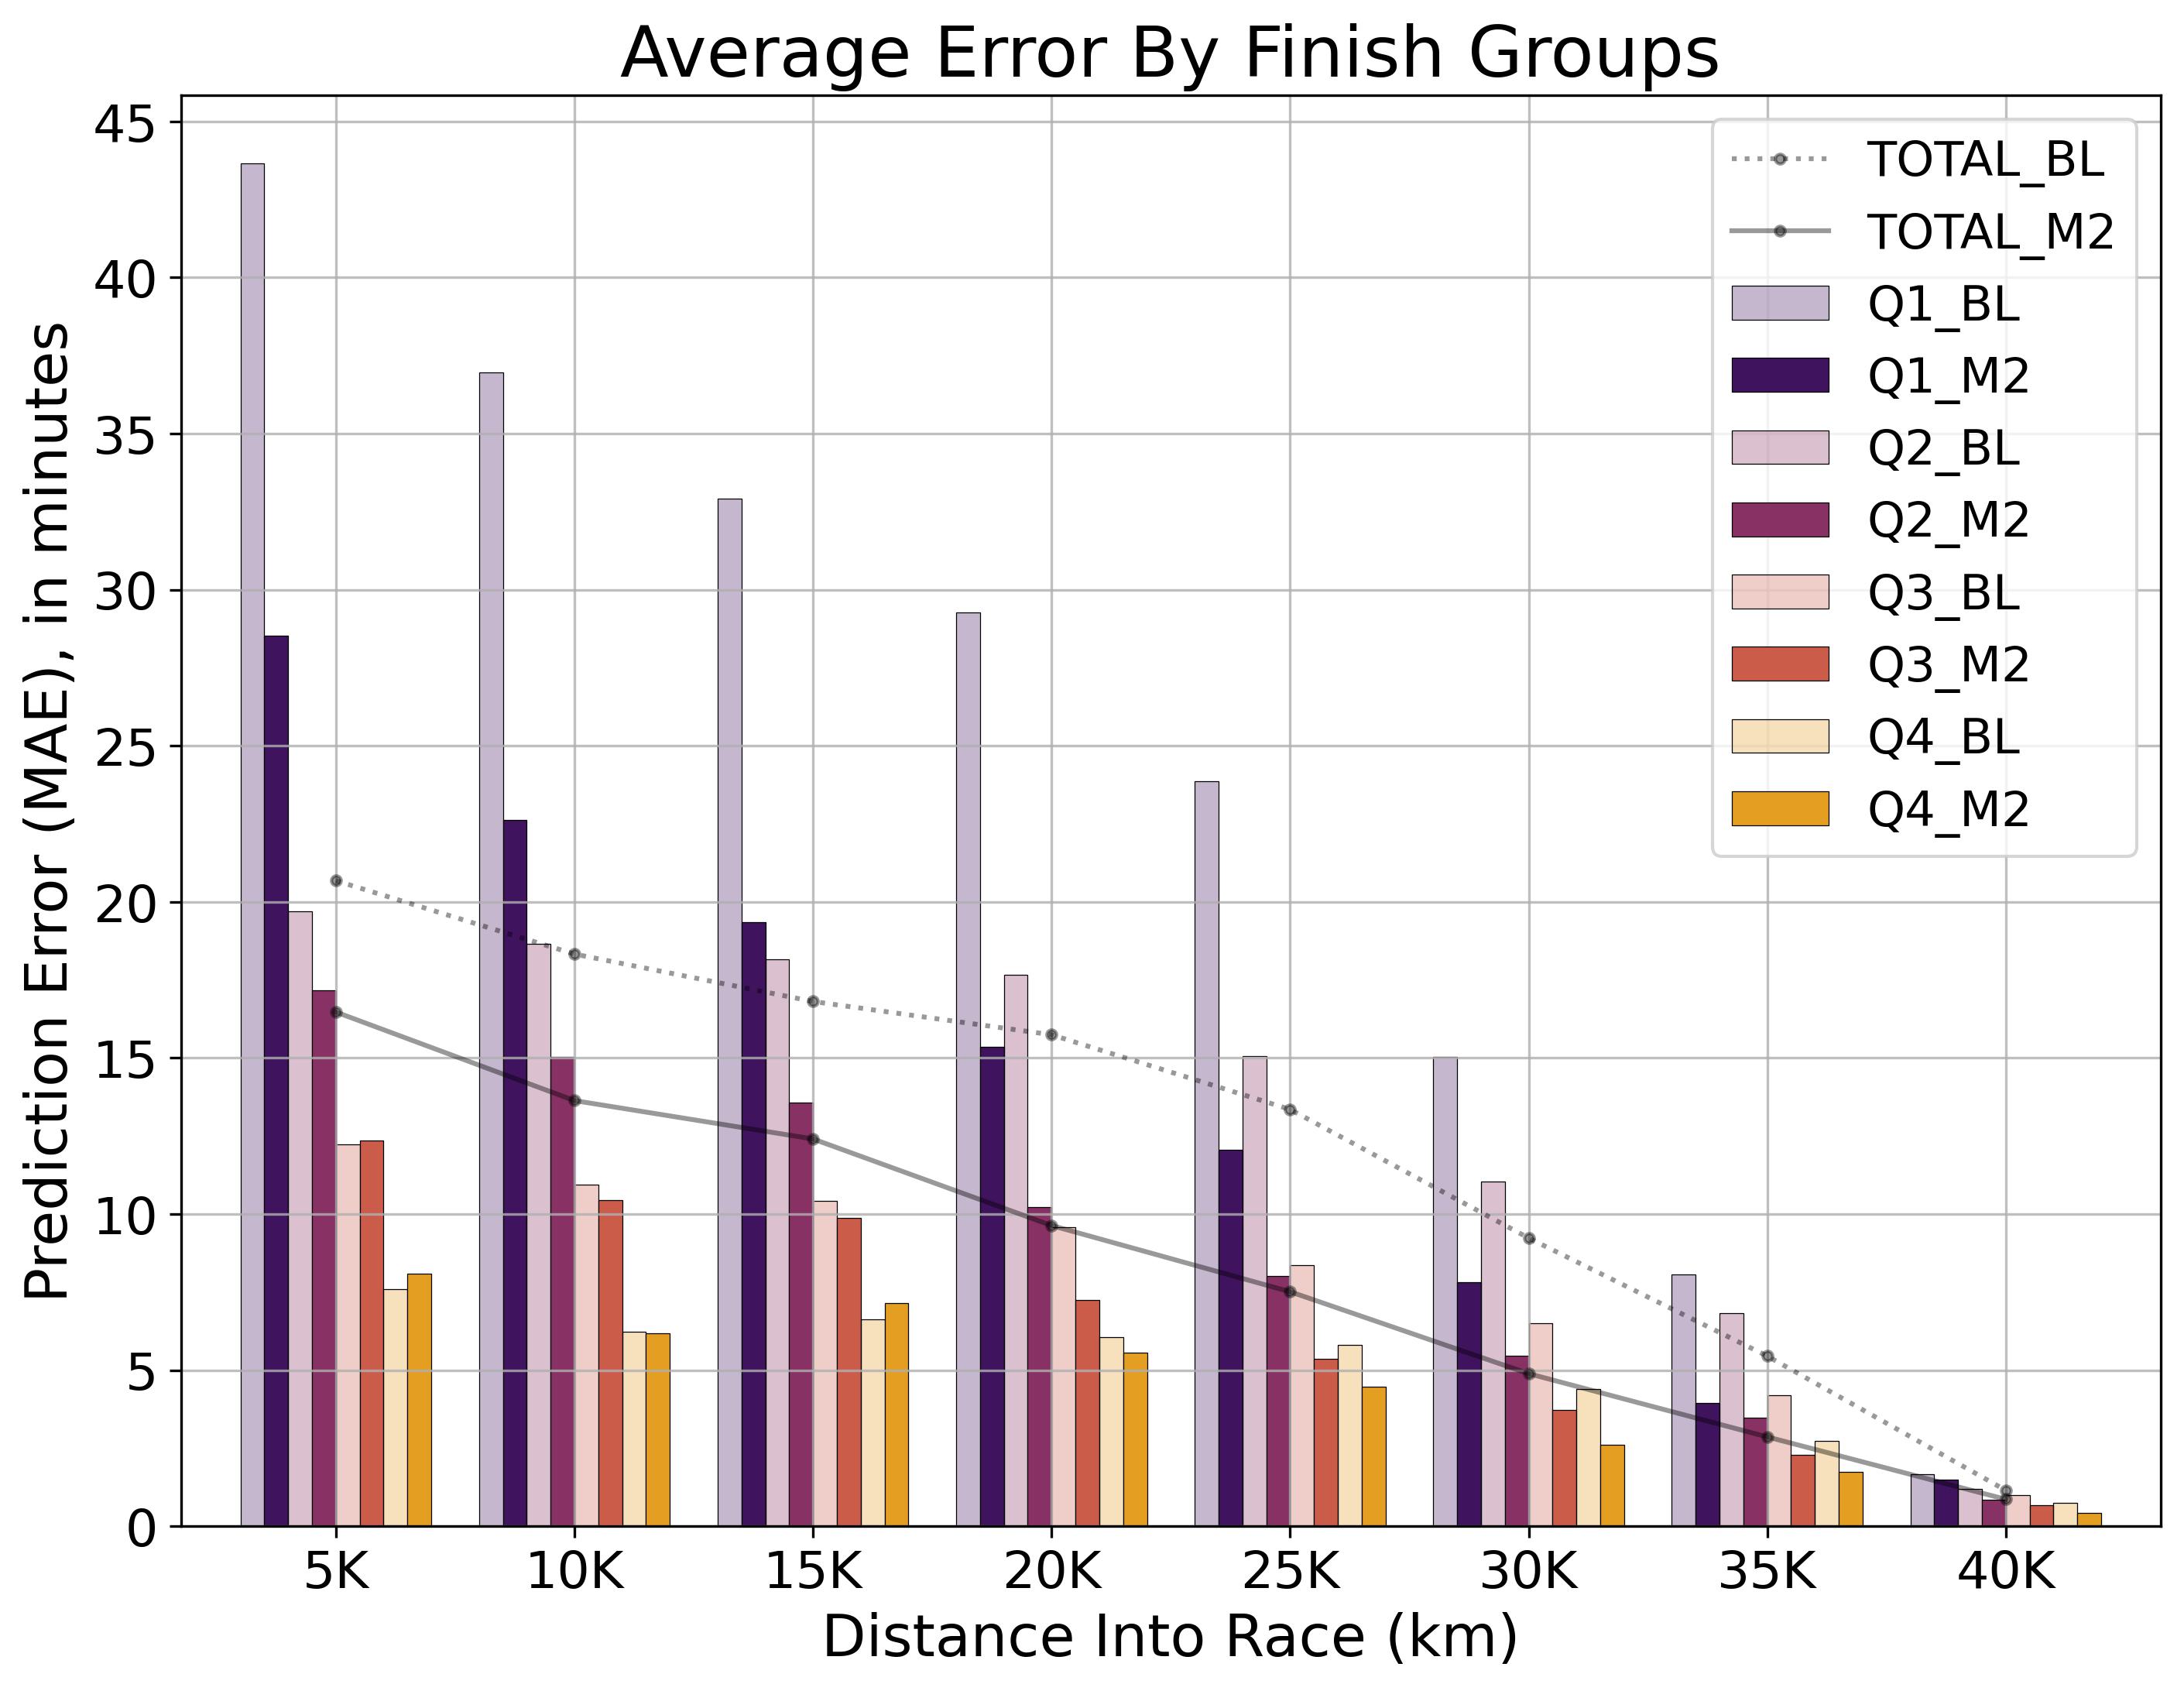 Average Error By Finish Groups
Prediction Error (MAE), in minutes
45
40
35
30
25
20
15
10
5
0
TOTAL_BL
TOTAL_M2
Q1_BL
Q1_M2
Q2_BL
Q2_M2
Q3_BL
Q3_M2
Q4_BL
Q4_M2
5K 10K 15K 20K 25K 30K 35K 40K
Distance Into Race (km)